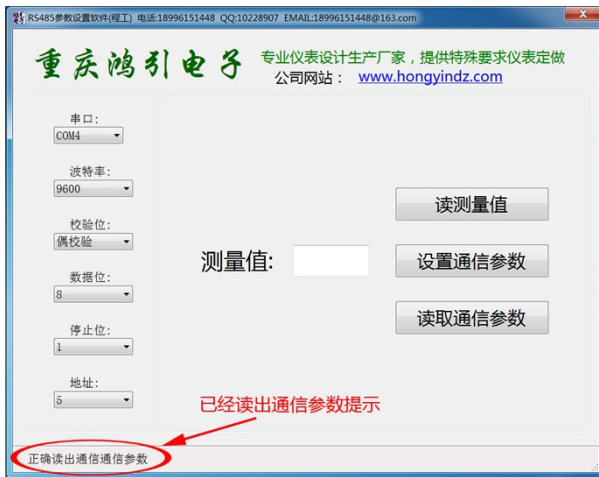 RS485参数设置软件(程工) 电话:18996151448 QQ:10228907 EMAIL:18996151448@163.com
重庆鸿引电子
专业仪表设计生产厂家，提供特殊要求仪表定做
公司网站： www.hongyindz.com
串口:
COM4
波特率:
9600
校验位:
偶校验
数据位:
8
停止位:
1
地址:
5
测量值:
读测量值
设置通信参数
读取通信参数
已经读出通信参数提示
正确读出通信通信参数